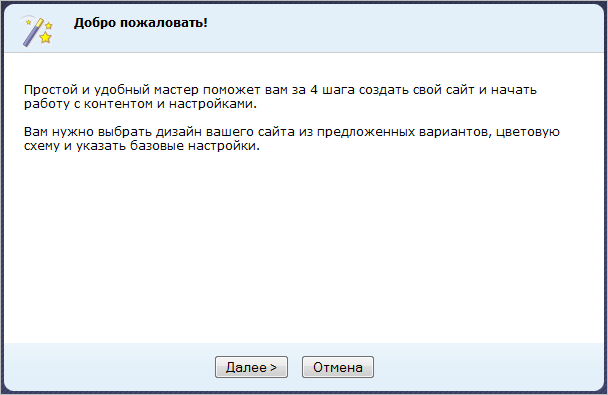 Добро пожаловать!
Простой и удобный мастер поможет вам за 4 шага создать свой сайт и начать
работу с контентом и настройками.
Вам нужно выбрать дизайн вашего сайта из предложенных вариантов, цветовую
схему и указать базовые настройки.
Далее > Отмена